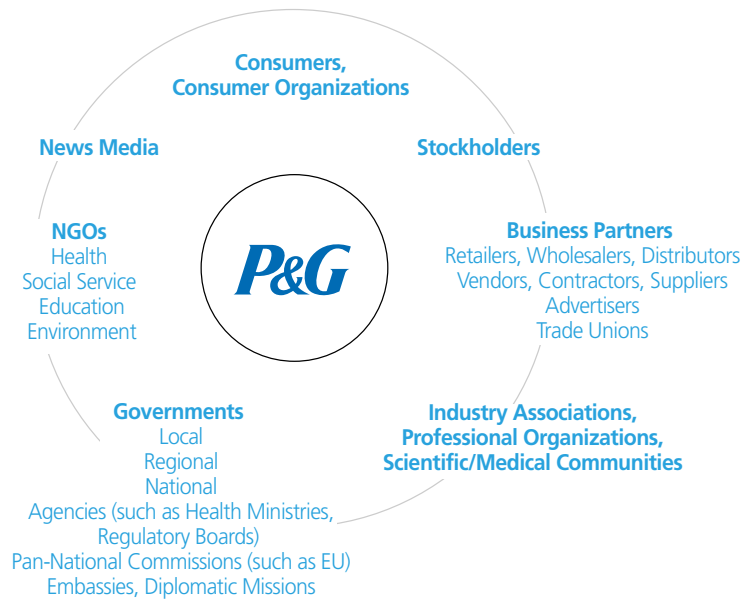 Consumers,
Consumer Organizations
News Media
Stockholders
NGOs
Health
Social Service
Education
Environment
P&G
Business Partners
Retailers, Wholesalers, Distributors
Vendors, Contractors, Suppliers
Advertisers
Trade Unions
Governments
Local
Regional
National
Agencies (such as Health Ministries,
Regulatory Boards)
Pan-National Commissions (such as EU)
Embassies, Diplomatic Missions
Industry Associations,
Professional Organizations,
Scientific/Medical Communities